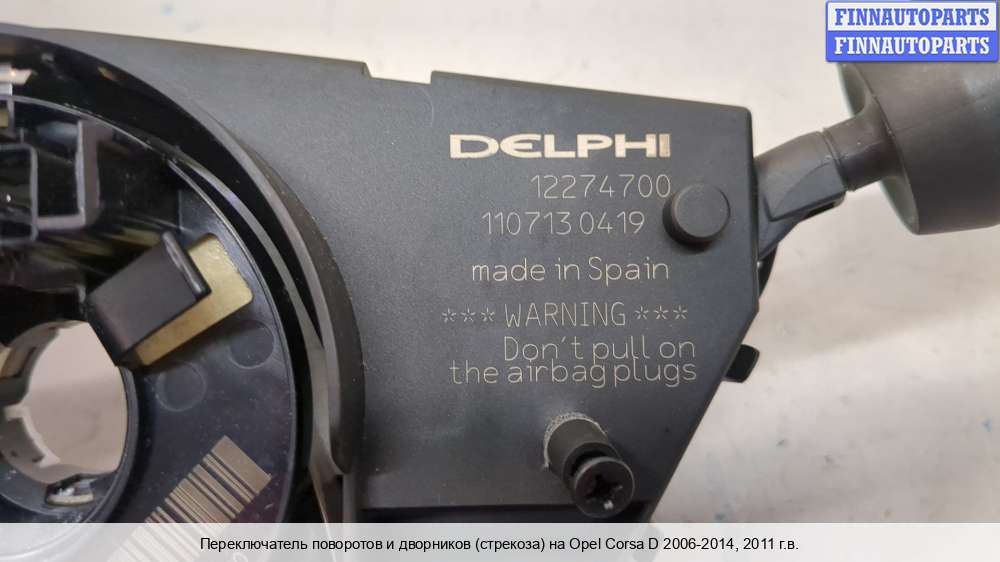 FINNAUTOPARTS
FINNAUTOPARTS
DELPHI
12274700
110713 0419
made in Spain
*** WARNING ***
Don't pull on
the airbag plugs
Переключатель поворотов и дворников (стрекоза) на Opel Corsa D 2006-2014, 2011 г.в.